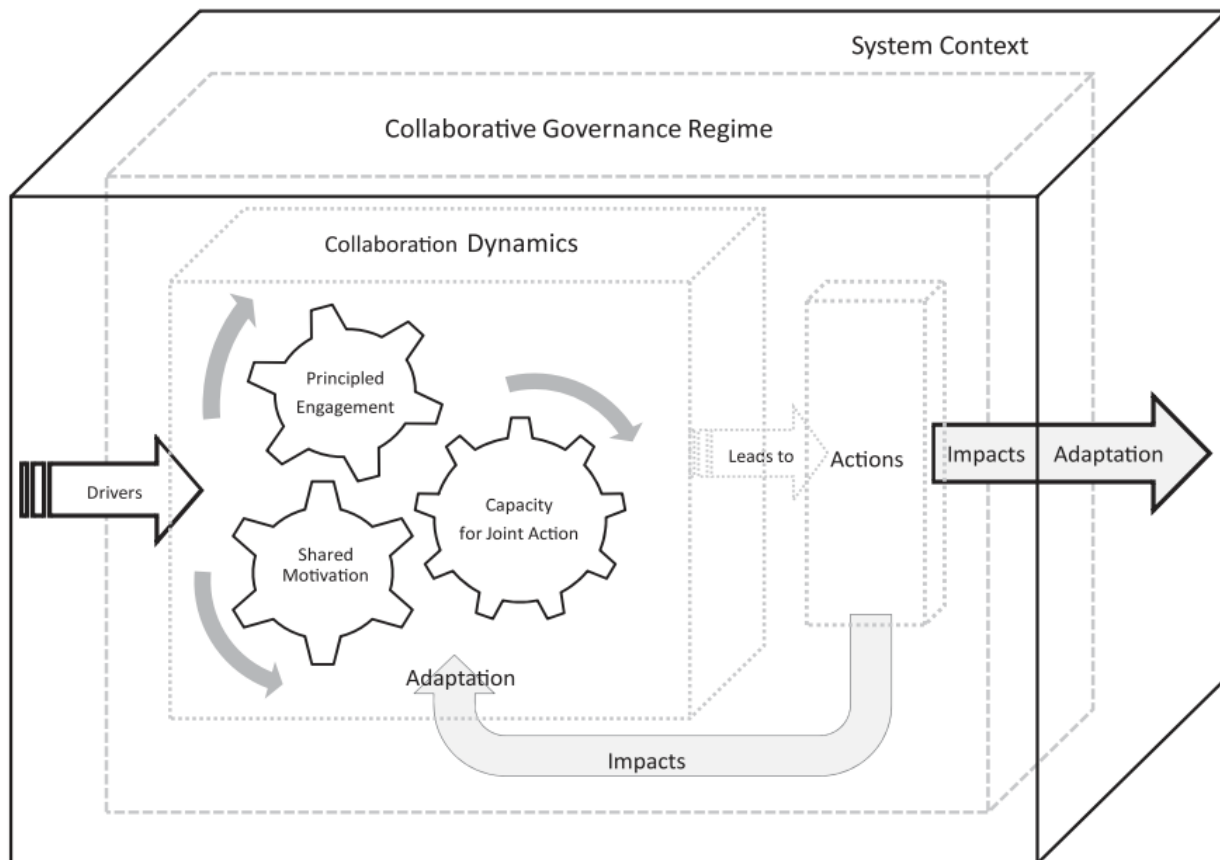 System Context
Collaborative Governance Regime
Collaboration Dynamics
Principled
Engagement
Drivers
Capacity
for Joint Action
Shared
Motivation
Leads to
Actions
Impacts
Adaptation
Adaptation
Impacts